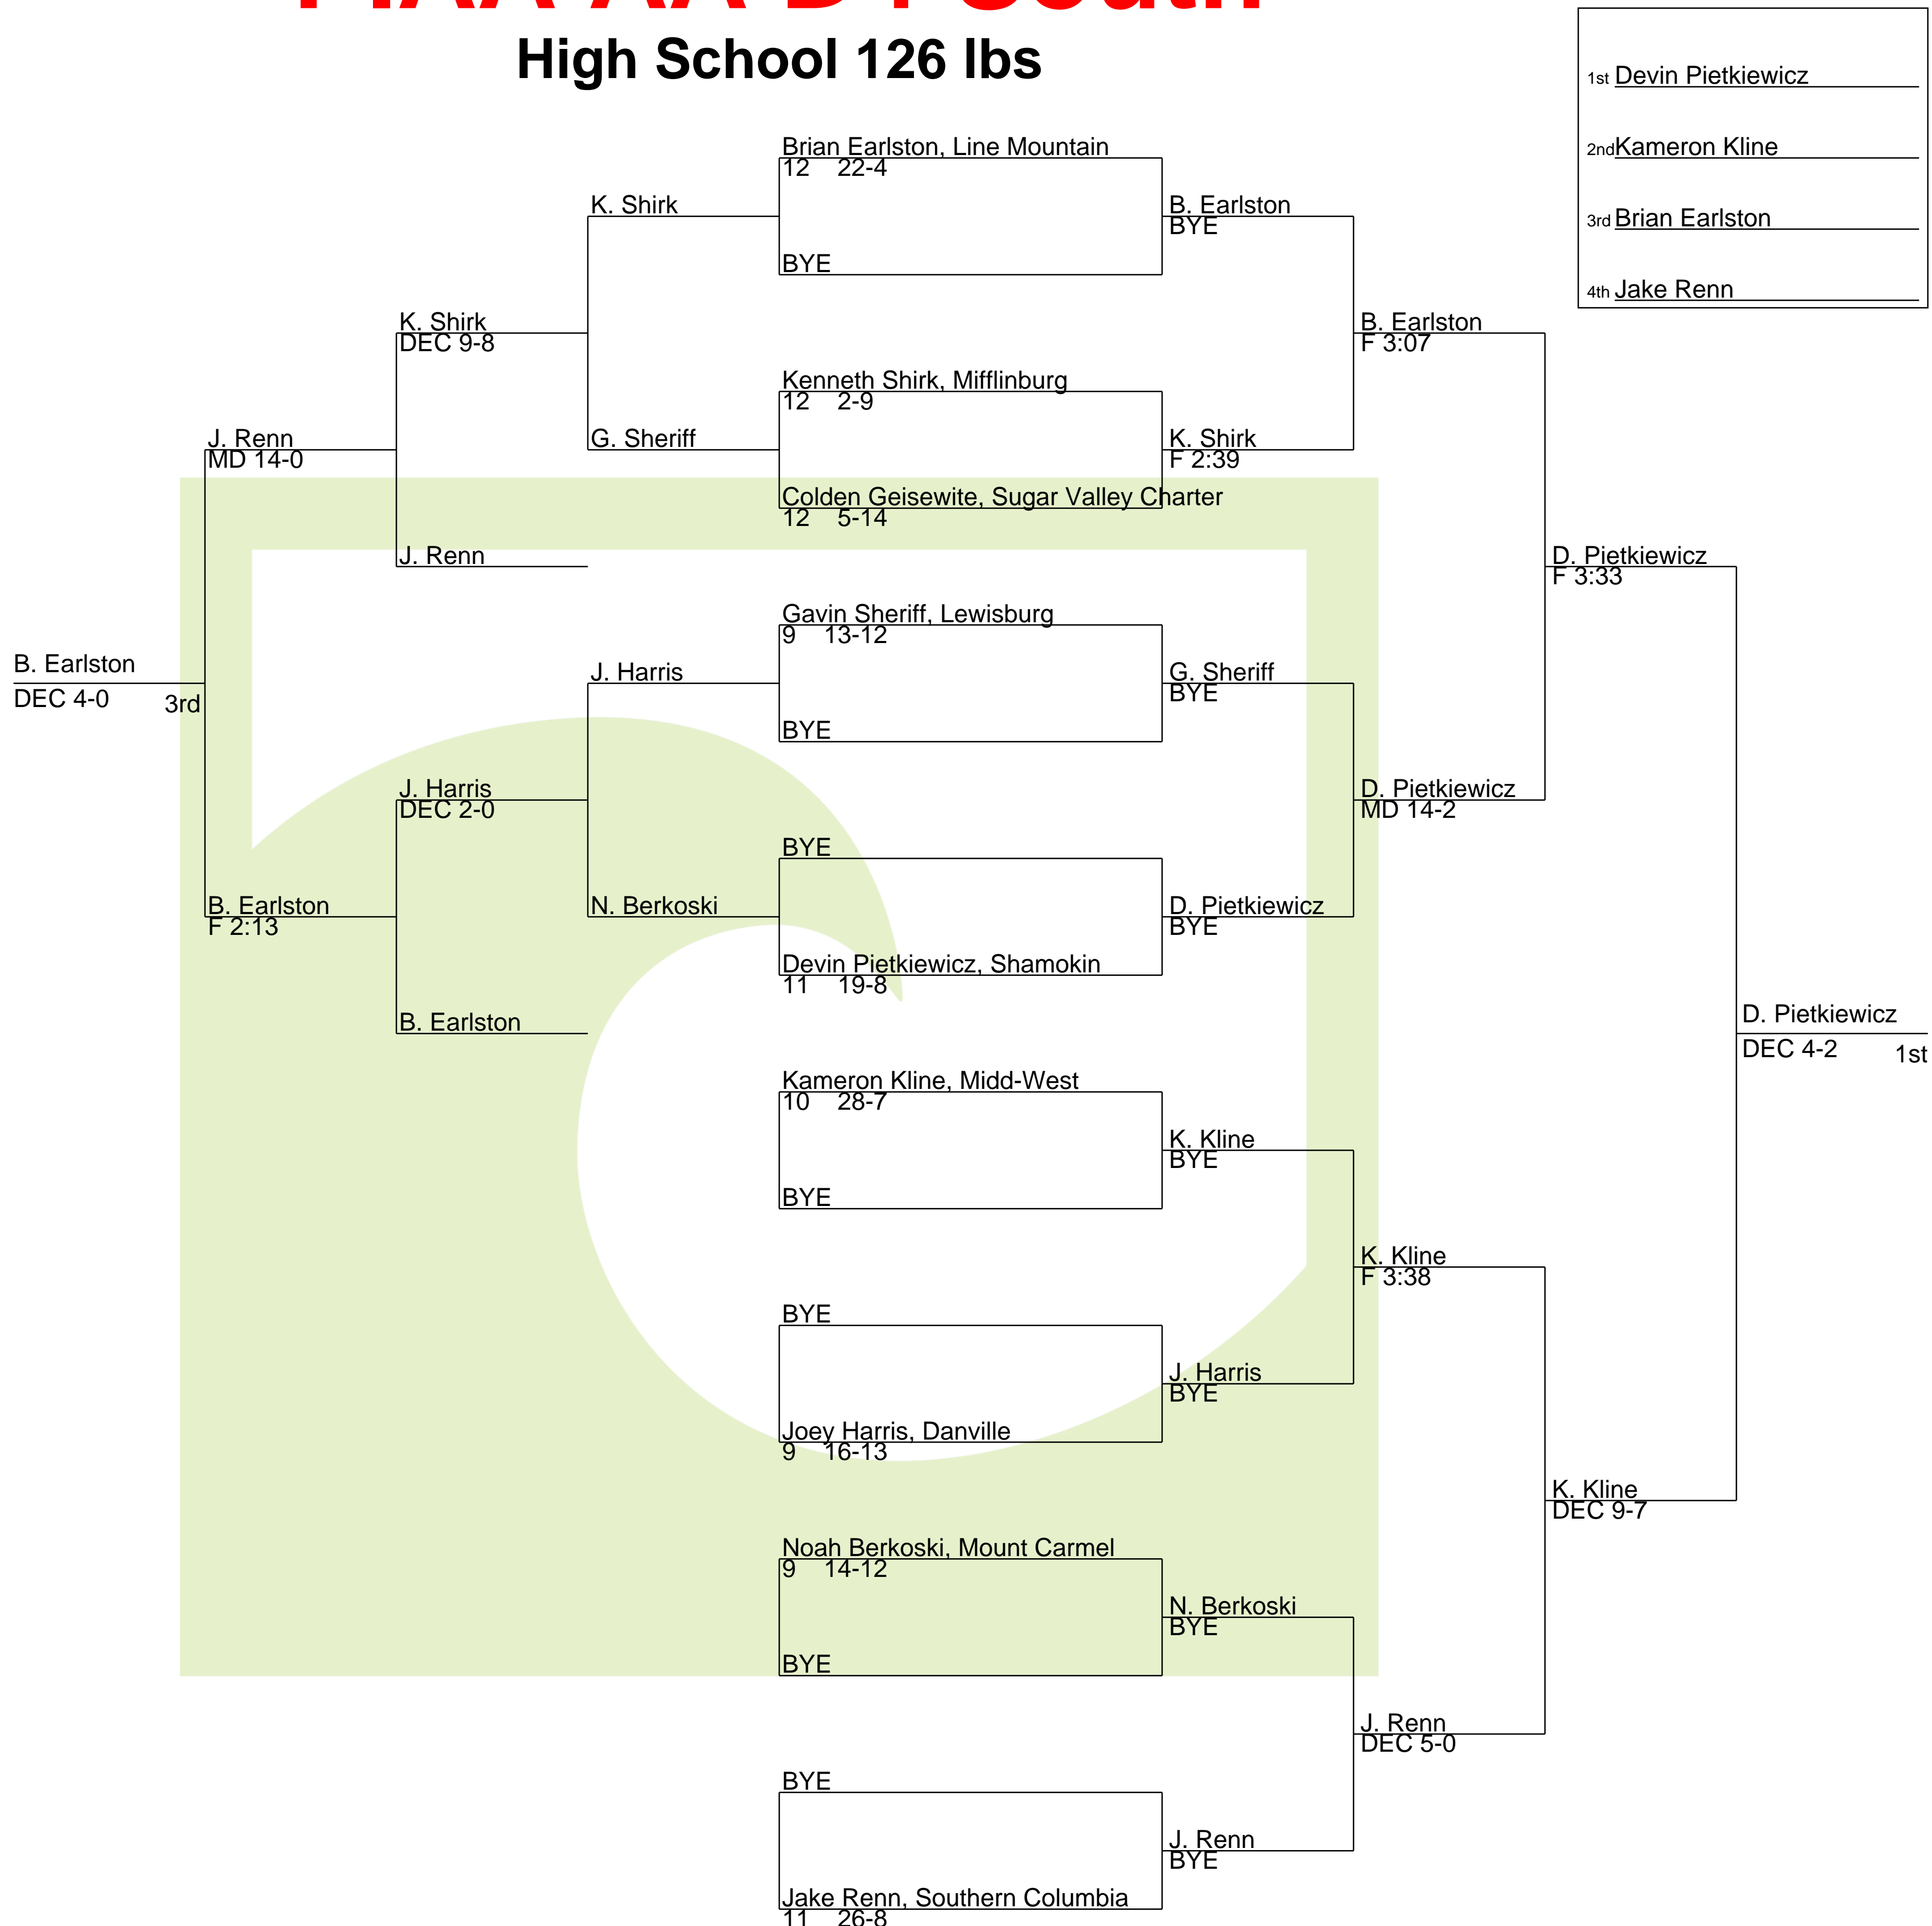 High School 126 lbs
1st Devin Pietkiewicz
2nd Kameron Kline
3rd Brian Earlston
4th Jake Renn
Brian Earlston, Line Mountain
12 22-4
K. Shirk
B. Earlston
BYE
BYE
K. Shirk
DEC 9-8
B. Earlston
F 3:07
Kenneth Shirk, Mifflinburg
12 2-9
J. Renn
MD 14-0
G. Sheriff
K. Shirk
F 2:39
Colden Geisewite, Sugar Valley Charter
12 5-14
J. Renn
D. Pietkiewicz
F 3:33
Gavin Sheriff, Lewisburg
9 13-12
B. Earlston
DEC 4-0 3rd
J. Harris
G. Sheriff
BYE
BYE
J. Harris
DEC 2-0
D. Pietkiewicz
MD 14-2
BYE
B. Earlston
F 2:13
N. Berkoski
D. Pietkiewicz
BYE
Devin Pietkiewicz, Shamokin
11 19-8
B. Earlston
D. Pietkiewicz
DEC 4-2 1st
Kameron Kline, Midd-West
10 28-7
K. Kline
BYE
BYE
K. Kline
F 3:38
BYE
J. Harris
BYE
Joey Harris, Danville
9 16-13
K. Kline
DEC 9-7
Noah Berkoski, Mount Carmel
9 14-12
N. Berkoski
BYE
BYE
J. Renn
DEC 5-0
BYE
J. Renn
BYE
Jake Renn, Southern Columbia
11 26-8